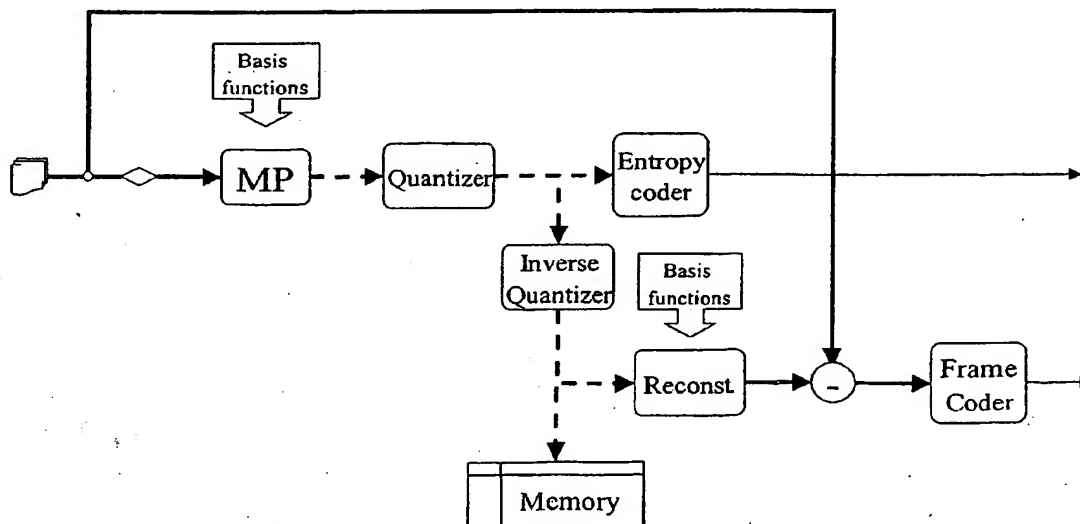 Basis
functions
MP
Quantizer
Entropy
coder
Inverse
Quantizer
Basis
functions
Reconst.
-
Frame
Coder
Memory